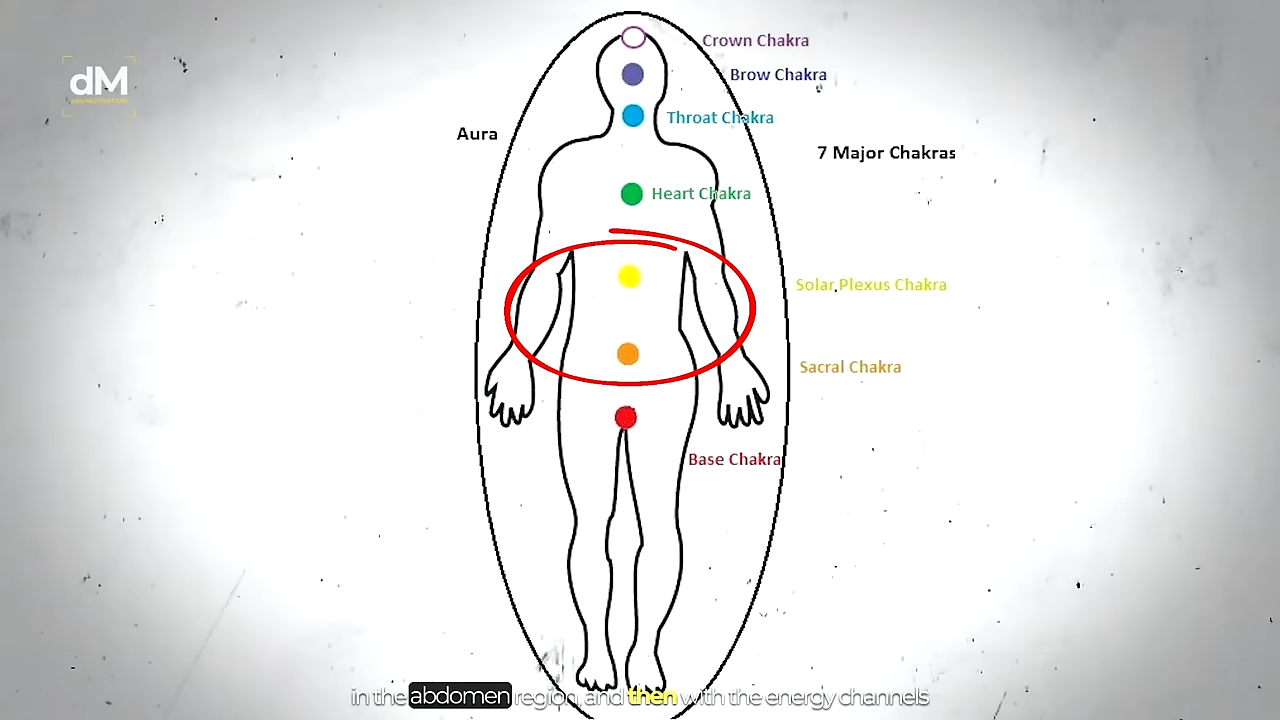 dM
dailyMOTIVATION
Crown Chakra
Brow Chakra
Throat Chakra
Aura
7 Major Chakras
Heart Chakra
Solar Plexus Chakra
Sacral Chakra
Base Chakra
in the abdomen region, and then with the energy channels